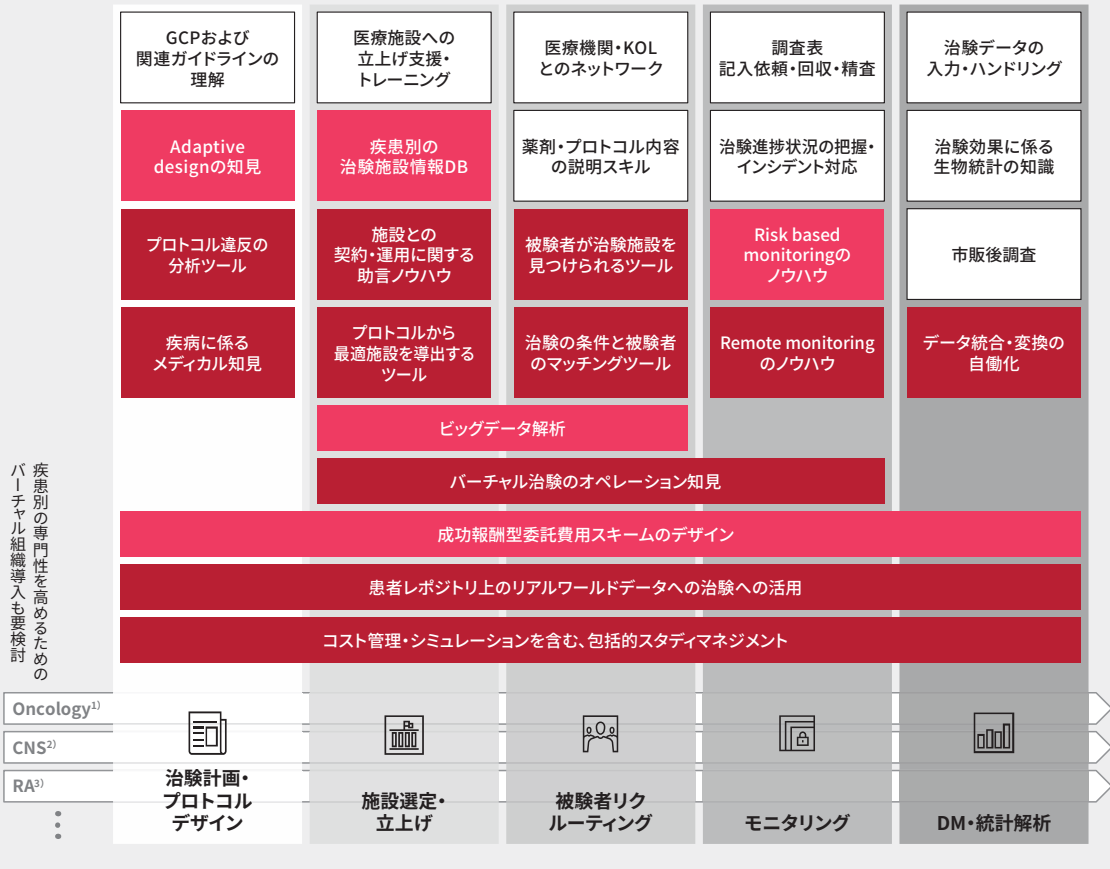 GCPおよび
関連ガイドラインの
理解
医療施設への
立上げ支援・
トレーニング
医療機関・KOL
とのネットワーク
調査表
記入依頼・回収・精査
治験データの
入力・ハンドリング
Adaptive
designの知見
疾患別の
治験施設情報DB
薬剤・プロトコル内容
の説明スキル
治験進捗状況の把握・
インシデント対応
治験効果に係る
生物統計の知識
プロトコル違反の
分析ツール
施設との
契約・運用に関する
助言ノウハウ
被験者が治験施設を
見つけられるツール
Risk based
monitoringの
ノウハウ
市販後調査
疾病に係る
メディカル知見
プロトコルから
最適施設を導出する
ツール
治験の条件と被験者
のマッチングツール
Remote monitoring
のノウハウ
データ統合・変換の
自働化
ビッグデータ解析
バーチャル治験のオペレーション知見
成功報酬型委託費用スキームのデザイン
患者レポジトリ上のリアルワールドデータへの治験への活用
コスト管理・シミュレーションを含む、包括的スタディマネジメント
疾患別の専門性を高めるための
バーチャル組織導入も要検討
Oncology1)
CNS2)
RA3)
治験計画・
プロトコル
デザイン
施設選定・
立上げ
被験者リク
ルーティング
モニタリング
DM・統計解析